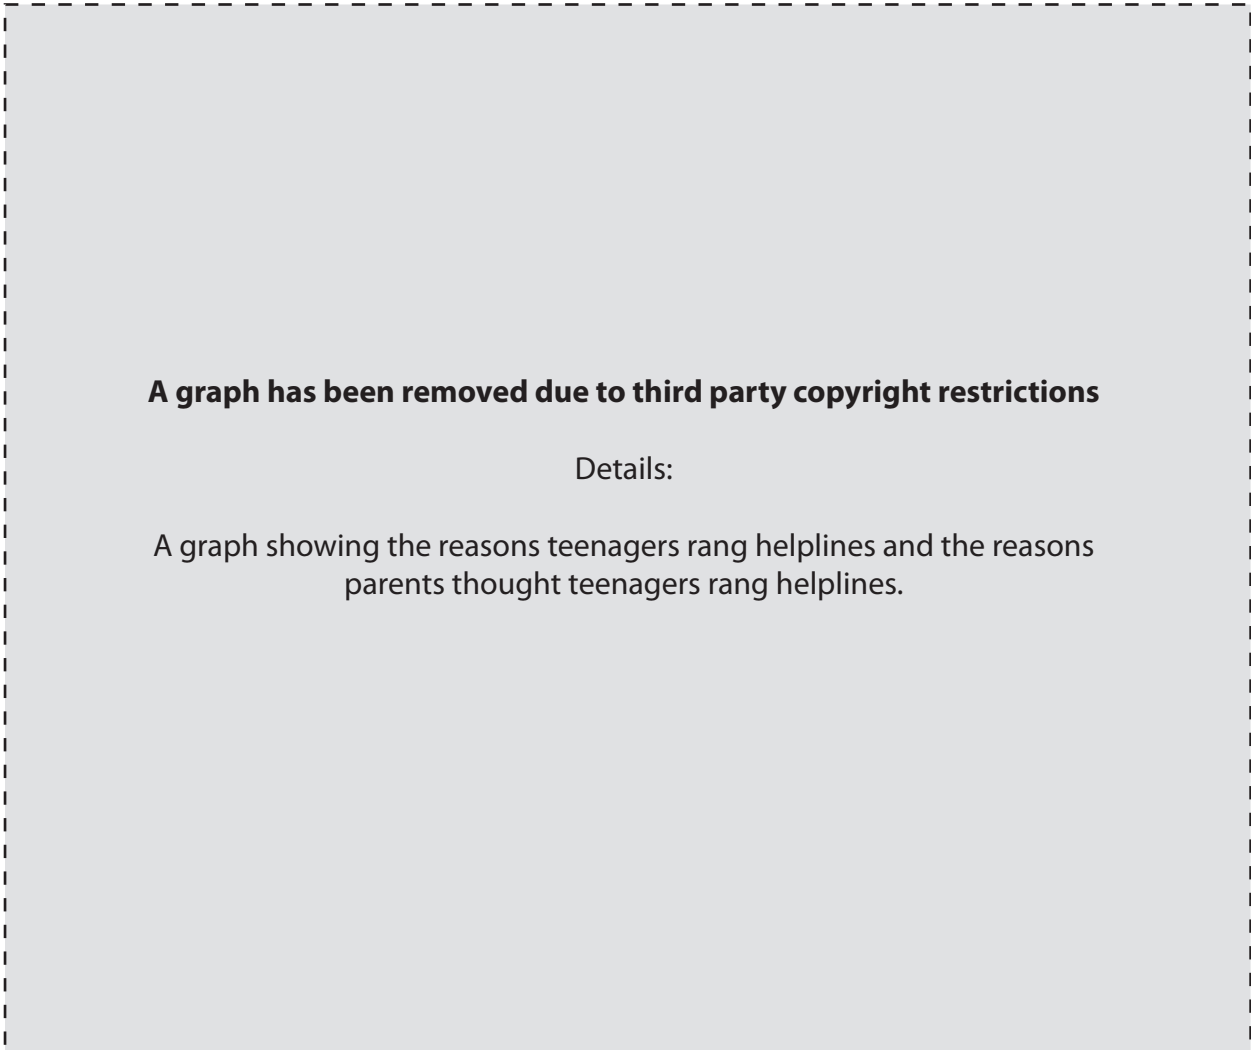 A graph has been removed due to third party copyright restrictions
Details:
A graph showing the reasons teenagers rang helplines and the reasons
parents thought teenagers rang helplines.